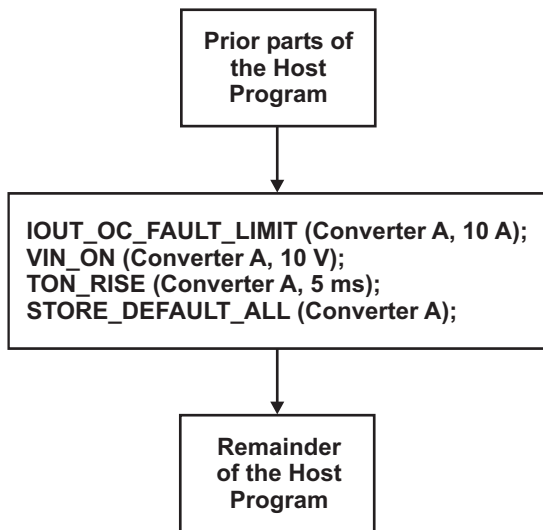 Prior parts of
the Host
Program
IOUT_OC_FAULT_LIMIT (Converter A, 10 A);
VIN_ON (Converter A, 10 V);
TON_RISE (Converter A, 5 ms);
STORE_DEFAULT_ALL (Converter A);
Remainder
of the Host
Program